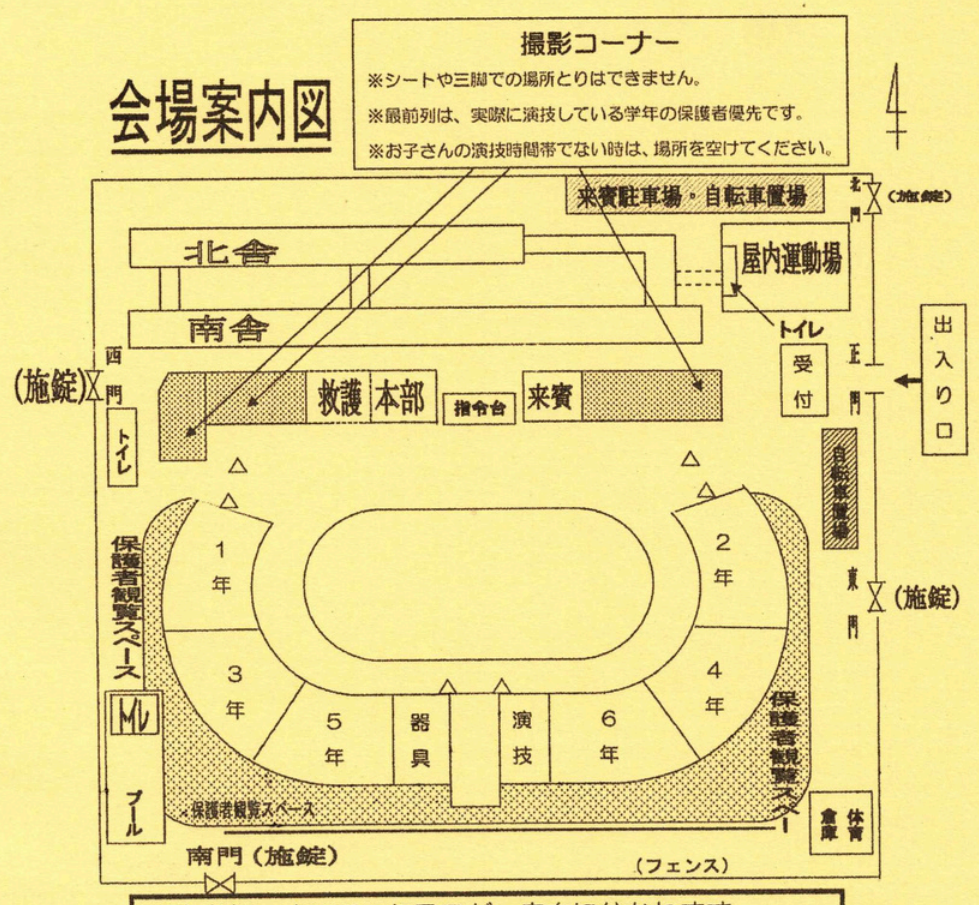 会場案内図
撮影コーナー
※シートや三脚での場所とりはできません。
※最前列は、実際に演技している学年の保護者優先です。
※お子さんの演技時間帯でない時は、場所を空けてください。
来賓駐車場・自転車置場
北門
(施錠)
北舎
屋内運動場
南舎
トイレ
出入り口
西門
(施錠)
受付
正門
救護
本部
指令台
来賓
トイレ
自転車置場
1年
2年
保護者観覧スペース
東門
(施錠)
3年
4年
5年
器具
演技
6年
保護者観覧スペー
トイレ
プール
保護者観覧スペース
体育
倉庫
南門(施錠)
(フェンス)